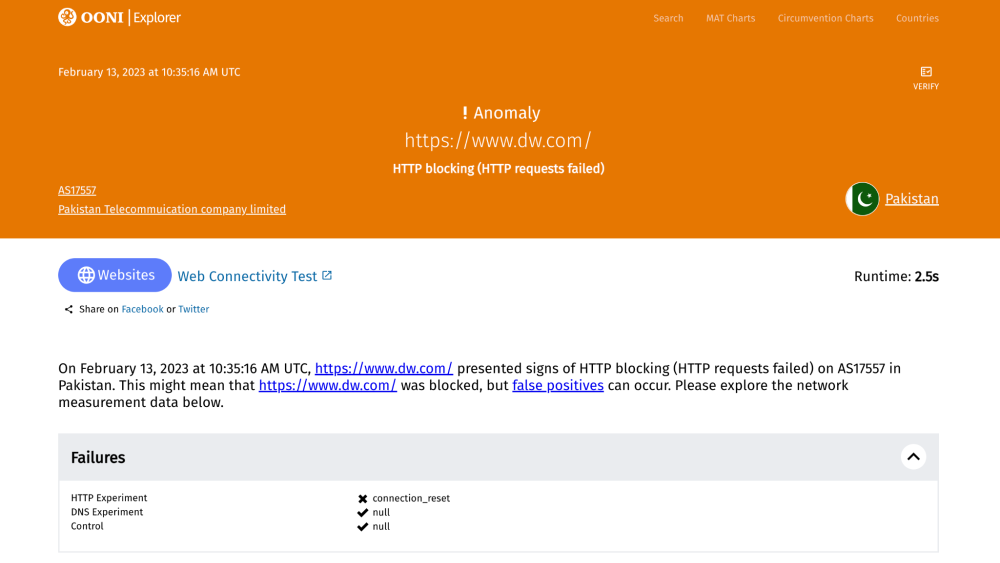 OONI Explorer
Search MAT Charts Circumvention Charts Countries
February 13, 2023 at 10:35:16 AM UTC
VERIFY
! Anomaly
https://www.dw.com/
HTTP blocking (HTTP requests failed)
AS17557
Pakistan Telecommuication company limited
Pakistan
Websites
Web Connectivity Test
Runtime: 2.5s
Share on Facebook or Twitter
On February 13, 2023 at 10:35:16 AM UTC, https://www.dw.com/ presented signs of HTTP blocking (HTTP requests failed) on AS17557 in
Pakistan. This might mean that https://www.dw.com/ was blocked, but false positives can occur. Please explore the network
measurement data below.
Failures
HTTP Experiment ✖ connection_reset
DNS Experiment ✔ null
Control ✔ null